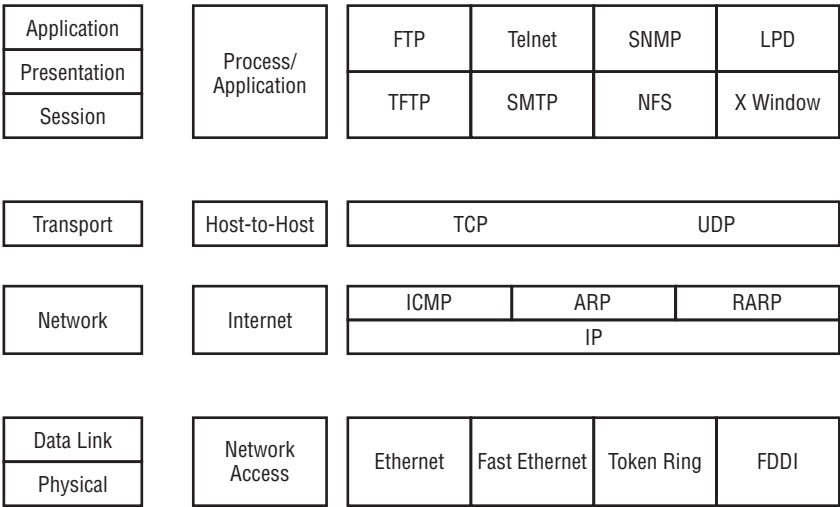 Application
Presentation
Session
Process/
Application
FTP
Telnet
SNMP
LPD
TFTP
SMTP
NFS
X Window
Transport
Host-to-Host
TCP
UDP
Network
Internet
ICMP
ARP
RARP
IP
Data Link
Physical
Network
Access
Ethernet
Fast Ethernet
Token Ring
FDDI